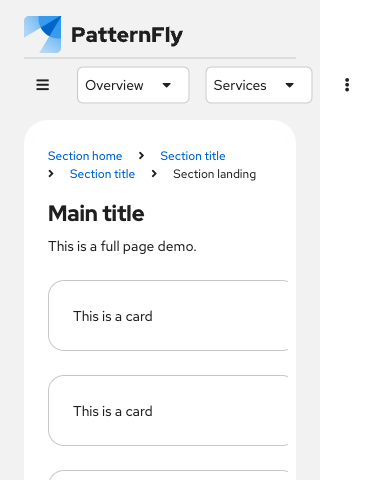 PatternFly
Overview Services
Section home Section title
Section title Section landing
Main title
This is a full page demo.
This is a card
This is a card